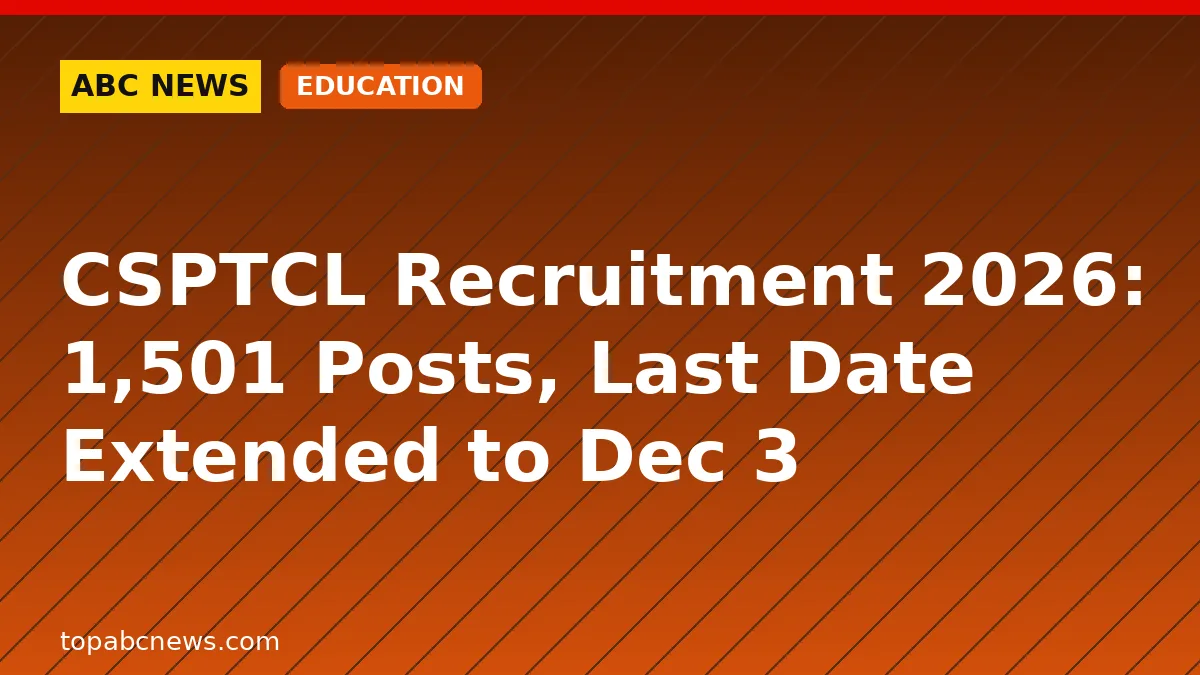 ABC NEWS
EDUCATION
CSPTCL Recruitment 2026:
1,501 Posts, Last Date
Extended to Dec 3
topabcnews.com